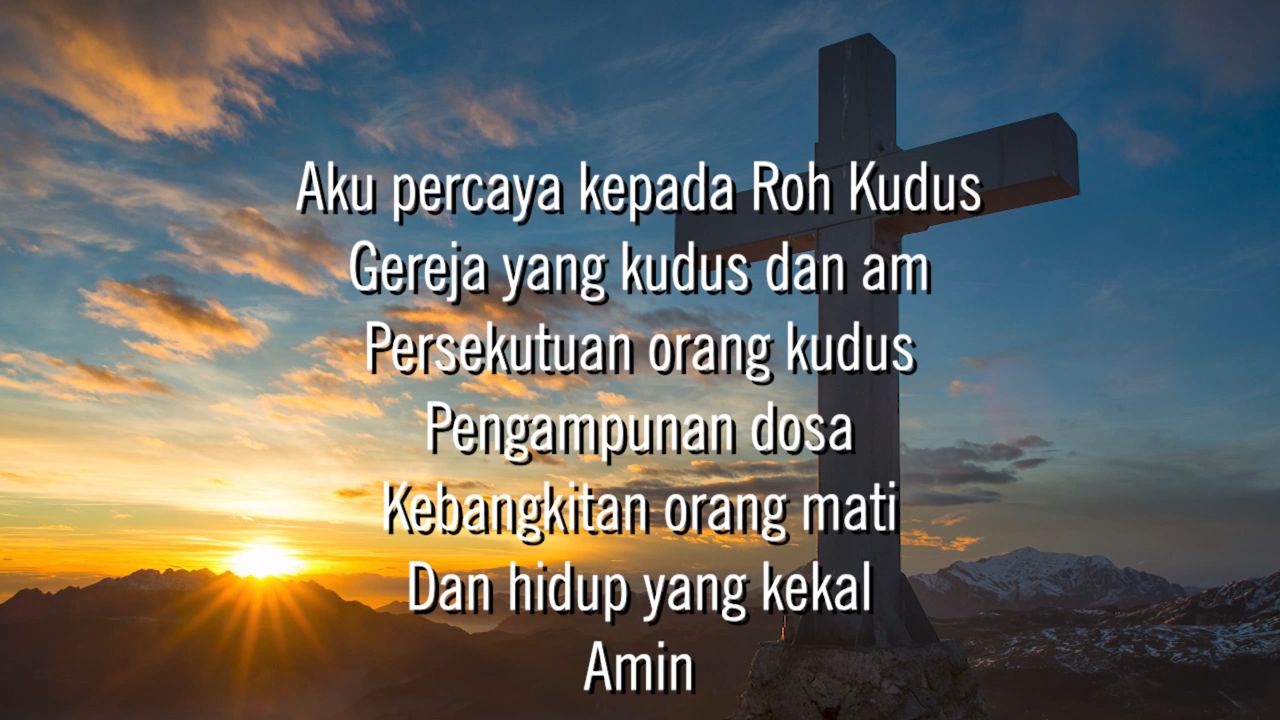 Aku percaya kepada Roh Kudus
Gereja yang kudus dan am
Persekutuan orang kudus
Pengampunan dosa
Kebangkitan orang mati
Dan hidup yang kekal
Amin